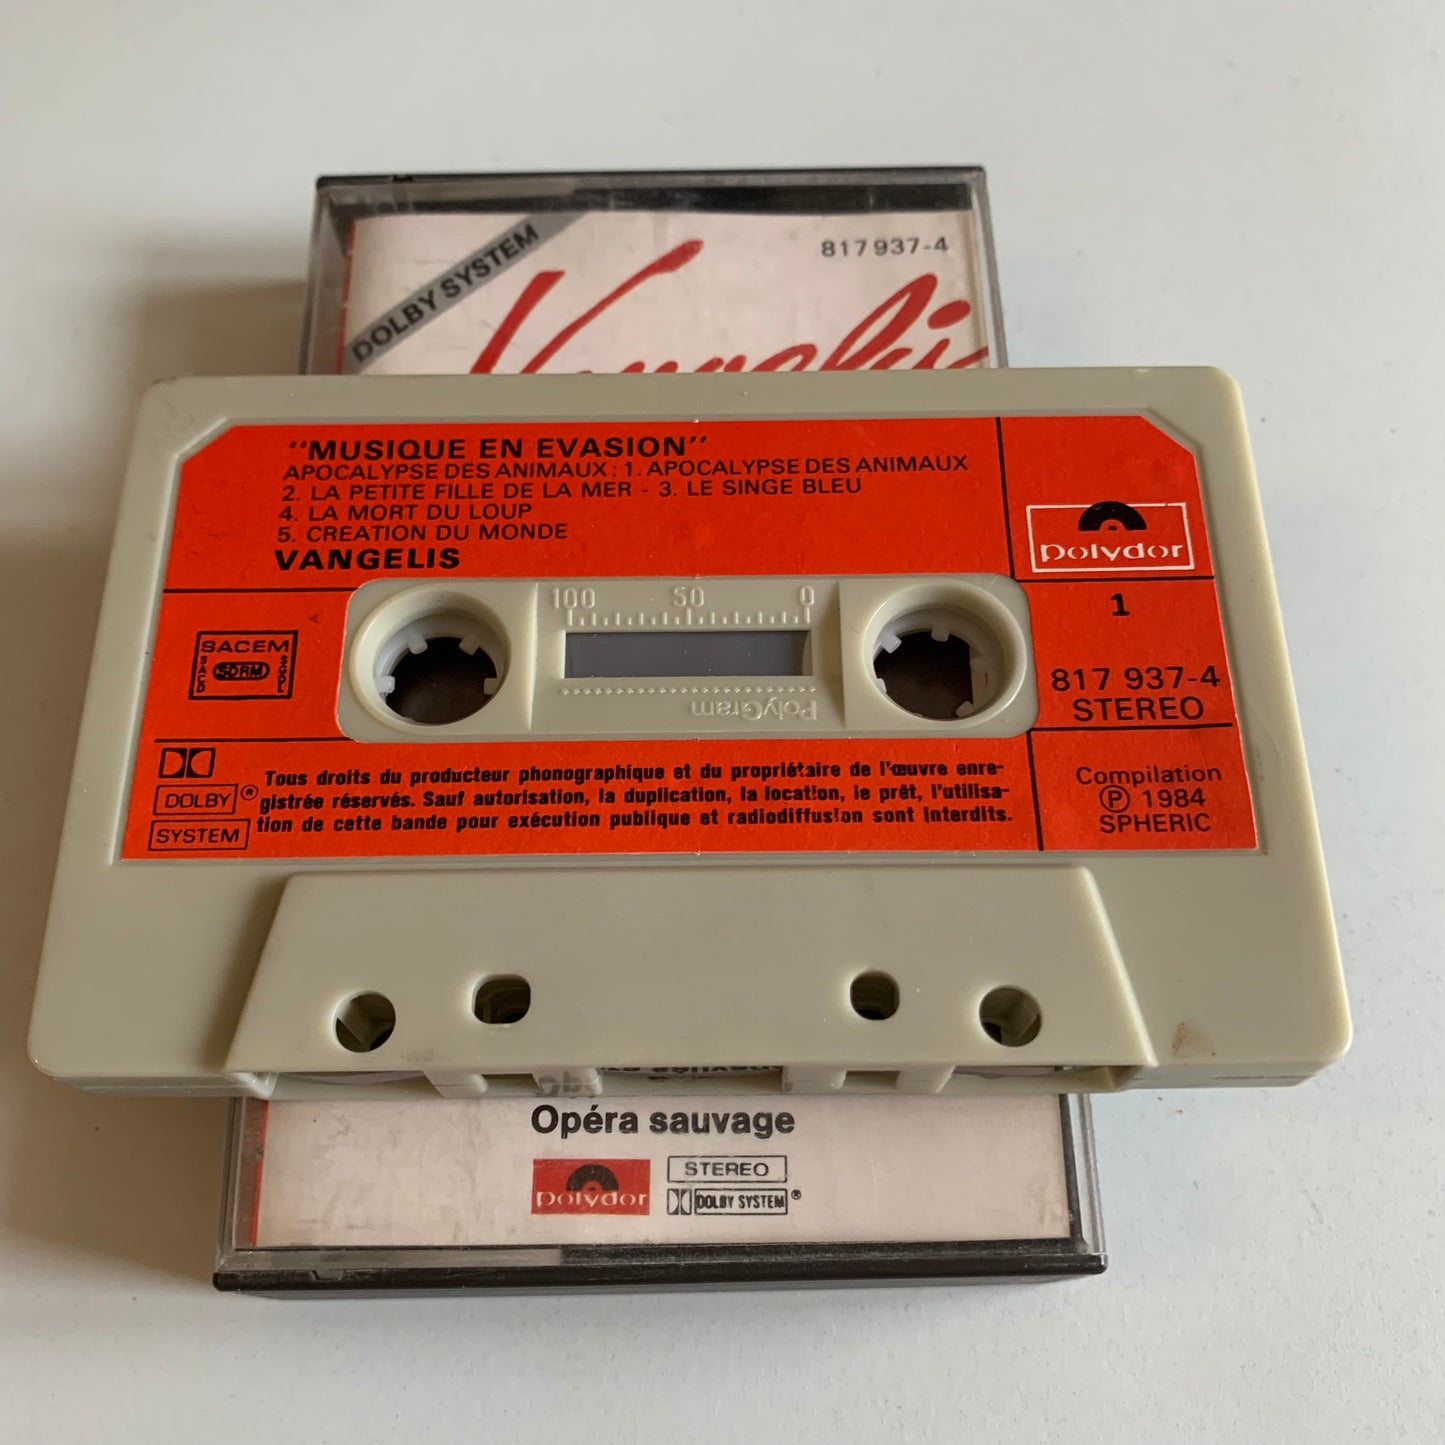 DOLBY SYSTEM
817 937-4
"MUSIQUE EN EVASION"
APOCALYPSE DES ANIMAUX : 1. APOCALYPSE DES ANIMAUX
2. LA PETITE FILLE DE LA MER - 3. LE SINGE BLEU
4. LA MORT DU LOUP
5. CREATION DU MONDE
VANGELIS
polydor
1
817 937-4
STEREO
SACEM
SACD
SDRM
SGDL
100 50 0
PolyGram
DOLBY ®
SYSTEM
Tous droits du producteur phonographique et du propriétaire de l'œuvre enre-
gistrée réservés. Sauf autorisation, la duplication, la location, le prêt, l'utilisa-
tion de cette bande pour exécution publique et radiodiffusion sont interdits.
Compilation
℗ 1984
SPHERIC
Opéra sauvage
polydor
STEREO
DOLBY SYSTEM ®